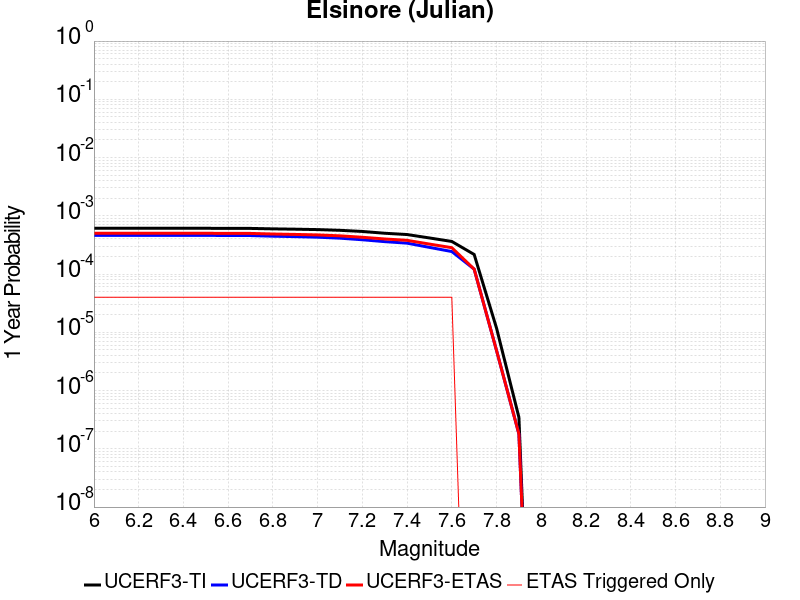 Elsinore (Julian)
10^0
10^-1
10^-2
10^-3
10^-4
10^-5
10^-6
10^-7
10^-8
1 Year Probability
6 6.2 6.4 6.6 6.8 7 7.2 7.4 7.6 7.8 8 8.2 8.4 8.6 8.8 9
Magnitude
UCERF3-TI UCERF3-TD UCERF3-ETAS ETAS Triggered Only